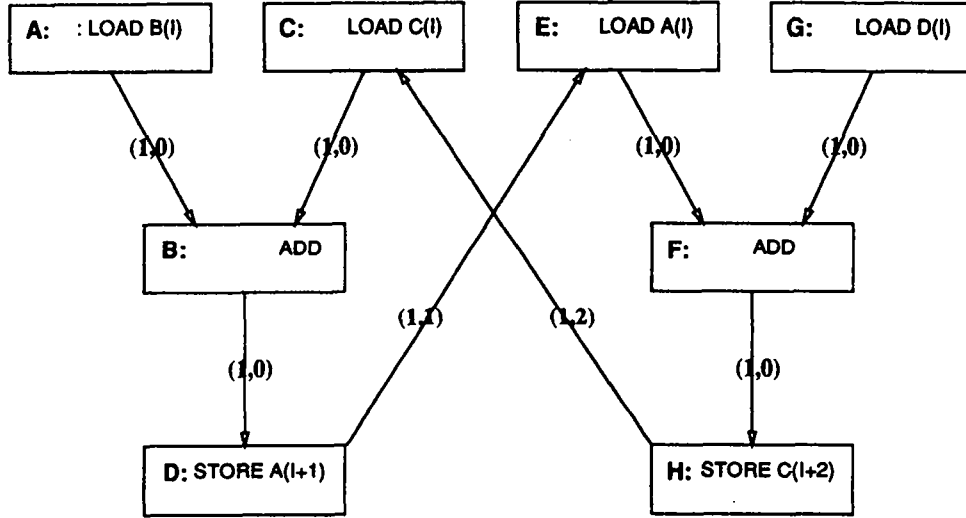 A: : LOAD B(I)
C: LOAD C(I)
E: LOAD A(I)
G: LOAD D(I)
(1,0)
(1,0)
(1,0)
(1,0)
B: ADD
F: ADD
(1,1)
(1,2)
(1,0)
(1,0)
D: STORE A(I+1)
H: STORE C(I+2)